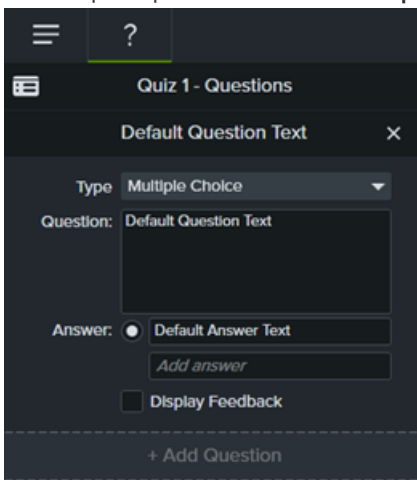 ?
Quiz 1 - Questions
Default Question Text
Type Multiple Choice
Question: Default Question Text
Answer: Default Answer Text
Add answer
Display Feedback
+ Add Question